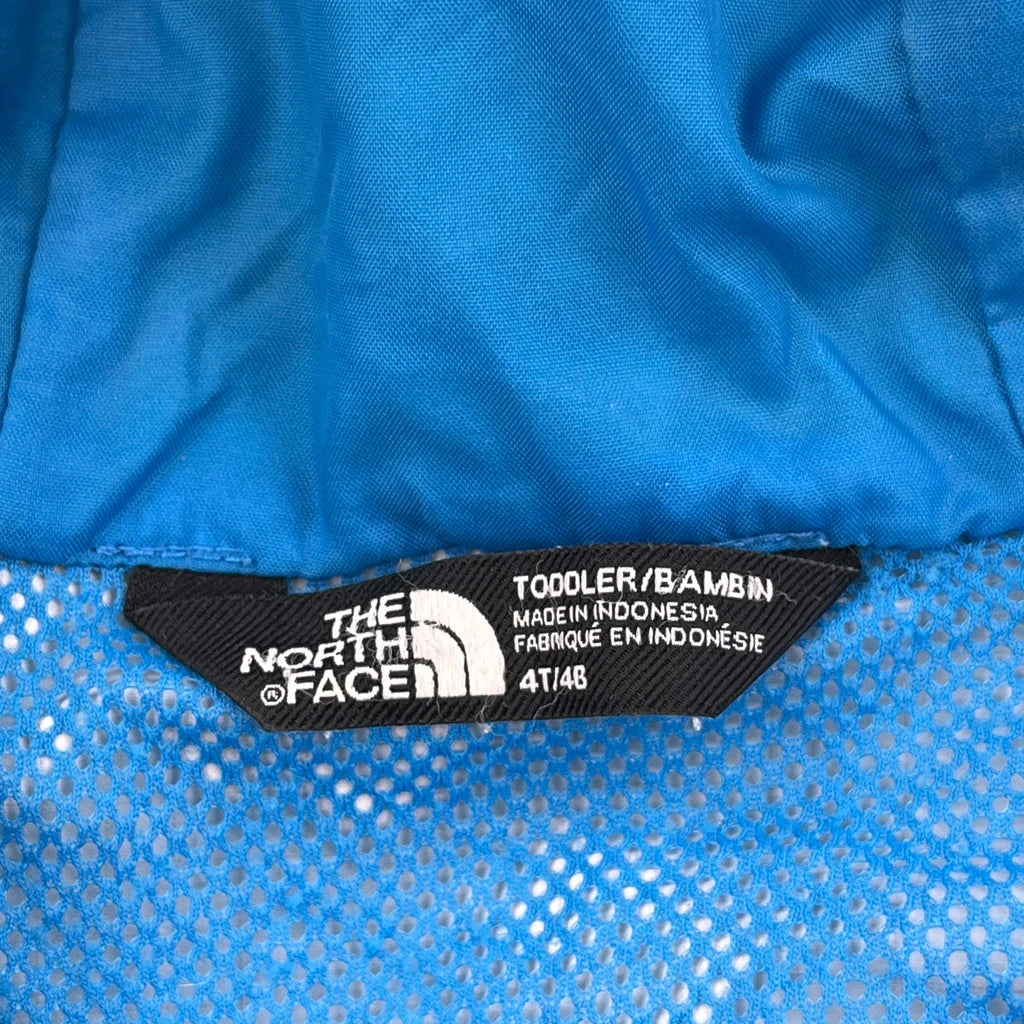 THE
NORTH
FACE
TODDLER/BAMBIN
MADE IN INDONESIA
FABRIQUÉ EN INDONÉSIE
4T/4B